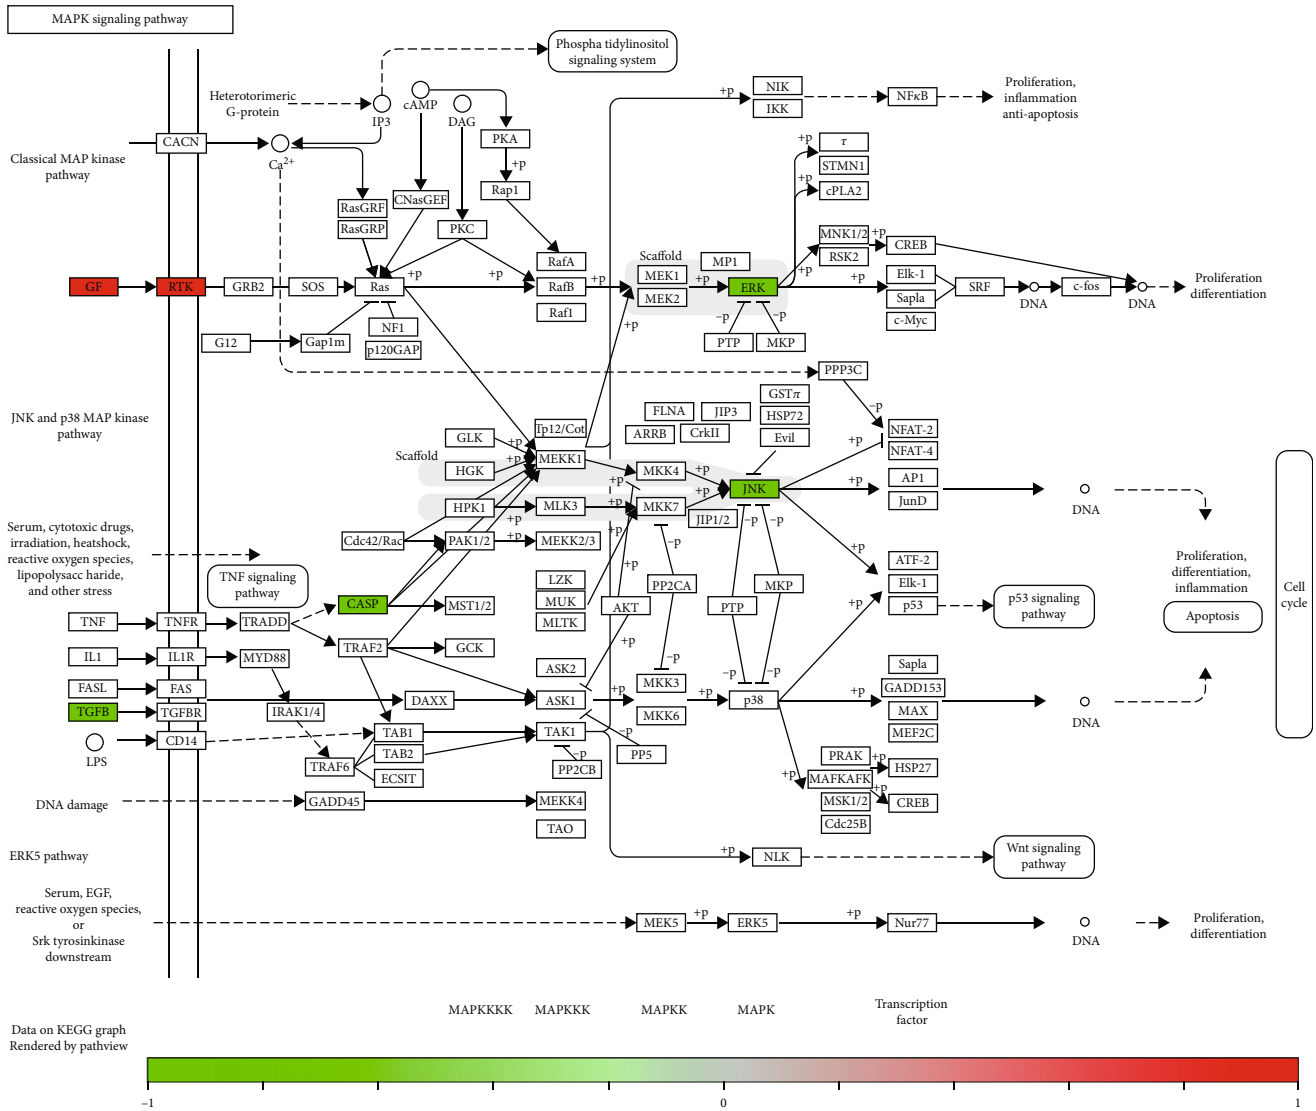 MAPK signaling pathway
Phospha tidylinositol
signaling system
Heterotorimeric
G-protein
IP3
cAMP
DAG
NIK
IKK
+p
NFκB
Proliferation,
inflammation
anti-apoptosis
Classical MAP kinase
pathway
CACN
Ca2+
PKA
+p
Rap1
RasGRF
RasGRP
CNasGEF
PKC
+p
τ
STMN1
+p
cPLA2
MNK1/2
RSK2
+p
CREB
GF
RTK
GRB2
SOS
Ras
+p
+p
RafA
RafB
Raf1
+p
Scaffold
MEK1
MEK2
+p
MP1
ERK
+p
+p
Elk-1
Sapla
c-Myc
SRF
DNA
c-fos
DNA
Proliferation
differentiation
G12
Gap1m
NF1
p120GAP
+p
–p
–p
PTP
MKP
PPP3C
–p
JNK and p38 MAP kinase
pathway
GLK
HGK
HPK1
Scaffold
+p
+p
+p
+p
Tp12/Cot
MEKK1
MLK3
MEKK2/3
FLNA
JIP3
ARRB
CrkII
GSTπ
HSP72
Evil
NFAT-2
NFAT-4
+p
MKK4
MKK7
+p
+p
+p
+p
+p
JNK
JIP1/2
+p
AP1
JunD
DNA
Cdc42/Rac
PAK1/2
+p
Serum, cytotoxic drugs,
irradiation, heatshock,
reactive oxygen species,
lipopolysacc haride,
and other stress
TNF signaling
pathway
CASP
MST1/2
LZK
MUK
MLTK
AKT
+p
+p
–p
PP2CA
–p
–p
–p
PTP
MKP
–p
–p
+p
+p
ATF-2
Elk-1
p53
p53 signaling
pathway
Proliferation,
differentiation,
inflammation
Apoptosis
Cell
cycle
TNF
TNFR
TRADD
TRAF2
GCK
IL1
IL1R
MYD88
FASL
FAS
DAXX
ASK2
ASK1
+p
MKK3
MKK6
+p
p38
+p
Sapla
GADD153
MAX
MEF2C
DNA
TGFB
TGFBR
IRAK1/4
LPS
CD14
TAB1
TAB2
ECSIT
TRAF6
TAK1
–p
PP2CB
PP5
+p
PRAK
MAFKAFK
MSK1/2
Cdc25B
+p
+p
HSP27
CREB
DNA damage
GADD45
MEKK4
TAO
ERK5 pathway
+p
NLK
Wnt signaling
pathway
Serum, EGF,
reactive oxygen species,
or
Srk tyrosinkinase
downstream
MEK5
+p
ERK5
+p
Nur77
DNA
Proliferation,
differentiation
MAPKKKK
MAPKKK
MAPKK
MAPK
Transcription
factor
Data on KEGG graph
Rendered by pathview
–1
0
1